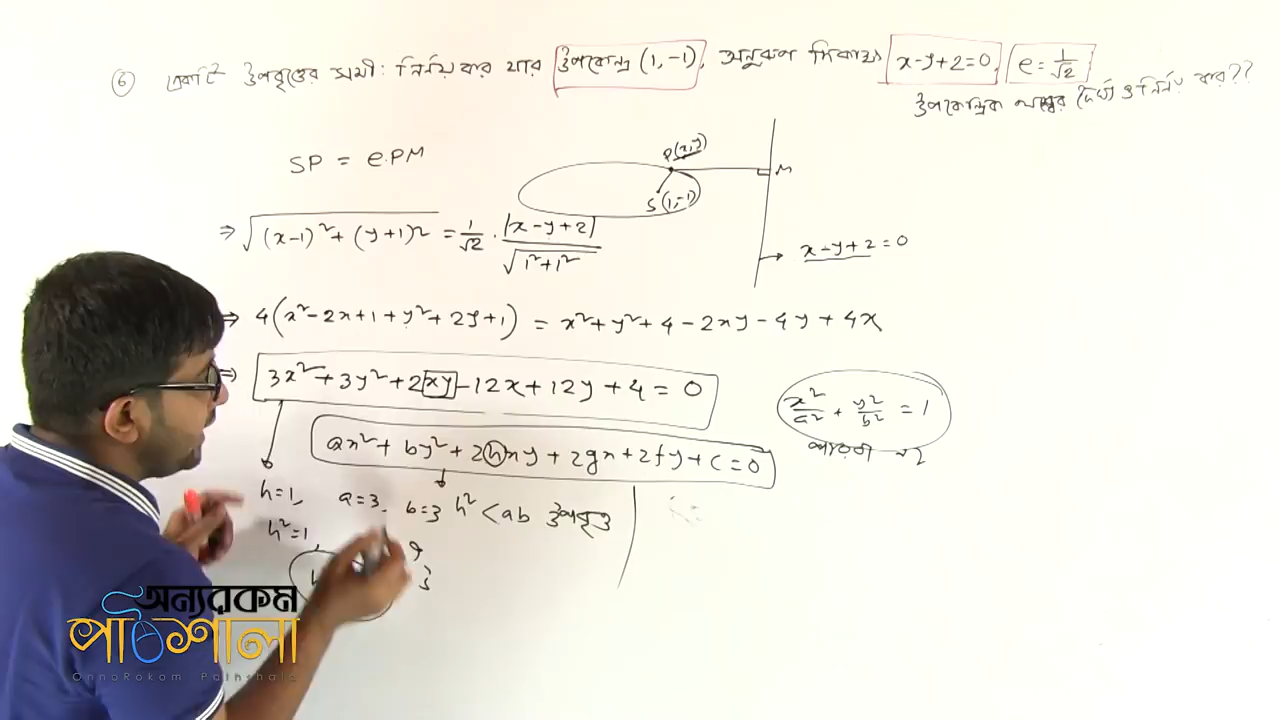 ⑥ একটি উপবৃত্তের সমী: নির্ণয় কর যার উপকেন্দ্র (1, -1), অনুরূপ দিকাক্ষ x-y+2=0, e = 1/√2
উপকেন্দ্রিক লম্বের দৈর্ঘ্য ও নির্ণয় কর??
SP = e.PM
P(x,y)
M
S(1,-1)
⇒ √((x-1)²+(y+1)²) = 1/√2 . |x-y+2|/√(1²+1²)
x-y+2=0
⇒ 4(x²-2x+1+y²+2y+1) = x²+y²+4-2xy-4y+4x
⇒ 3x²+3y²+2xy-12x+12y+4=0
x²/a² + y²/b² = 1
ax²+by²+2hxy+2gx+2fy+c=0
h=1, a=3, b=3 h²<ab উপবৃত্ত
h²=1
9
অন্যরকম
পাঠশালা
OnnoRokom Pathshala